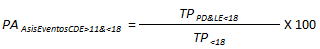 PA AsisEventosCDE>11&<18 = TP PD&LE<18 / TP <18 X 100